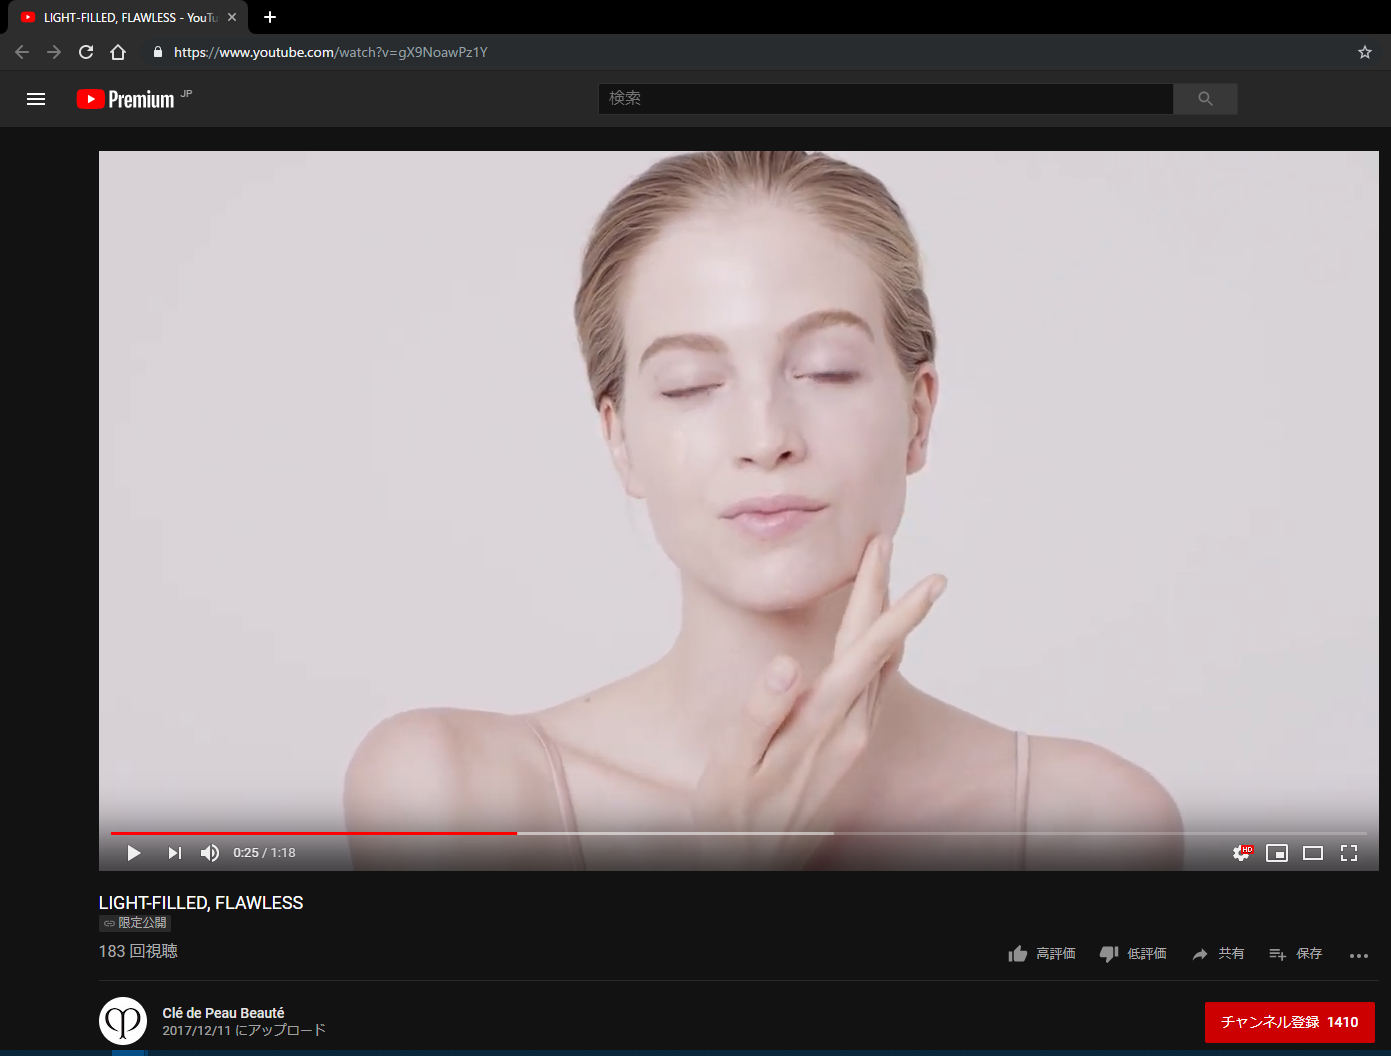 LIGHT-FILLED, FLAWLESS - YouTu
https://www.youtube.com/watch?v=gX9NoawPz1Y
Premium JP
検索
0:25 / 1:18
HD
LIGHT-FILLED, FLAWLESS
限定公開
183 回視聴
高評価 低評価 共有 保存
Clé de Peau Beauté
2017/12/11 にアップロード
チャンネル登録 1410